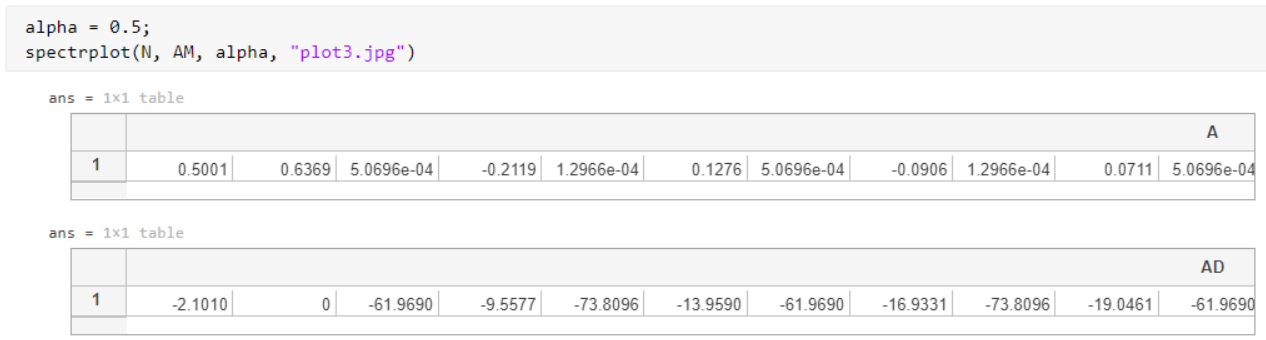 alpha = 0.5;
spectrplot(N, AM, alpha, "plot3.jpg")
ans = 1×1 table
A
1 0.5001 0.6369 5.0696e-04 -0.2119 1.2966e-04 0.1276 5.0696e-04 -0.0906 1.2966e-04 0.0711 5.0696e-04
ans = 1×1 table
AD
1 -2.1010 0 -61.9690 -9.5577 -73.8096 -13.9590 -61.9690 -16.9331 -73.8096 -19.0461 -61.9690